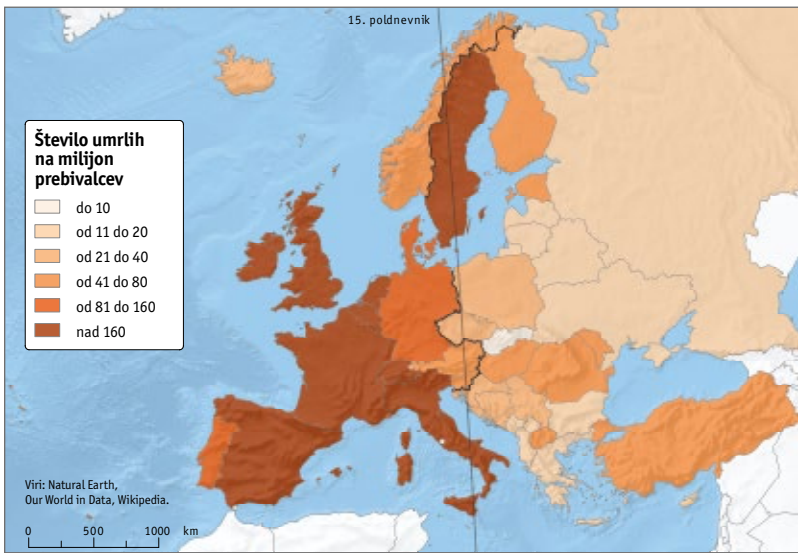 15. poldnevnik
Število umrlih
na milijon
prebivalcev
do 10
od 11 do 20
od 21 do 40
od 41 do 80
od 81 do 160
nad 160
Viri: Natural Earth,
Our World in Data, Wikipedia.
0 500 1000 km